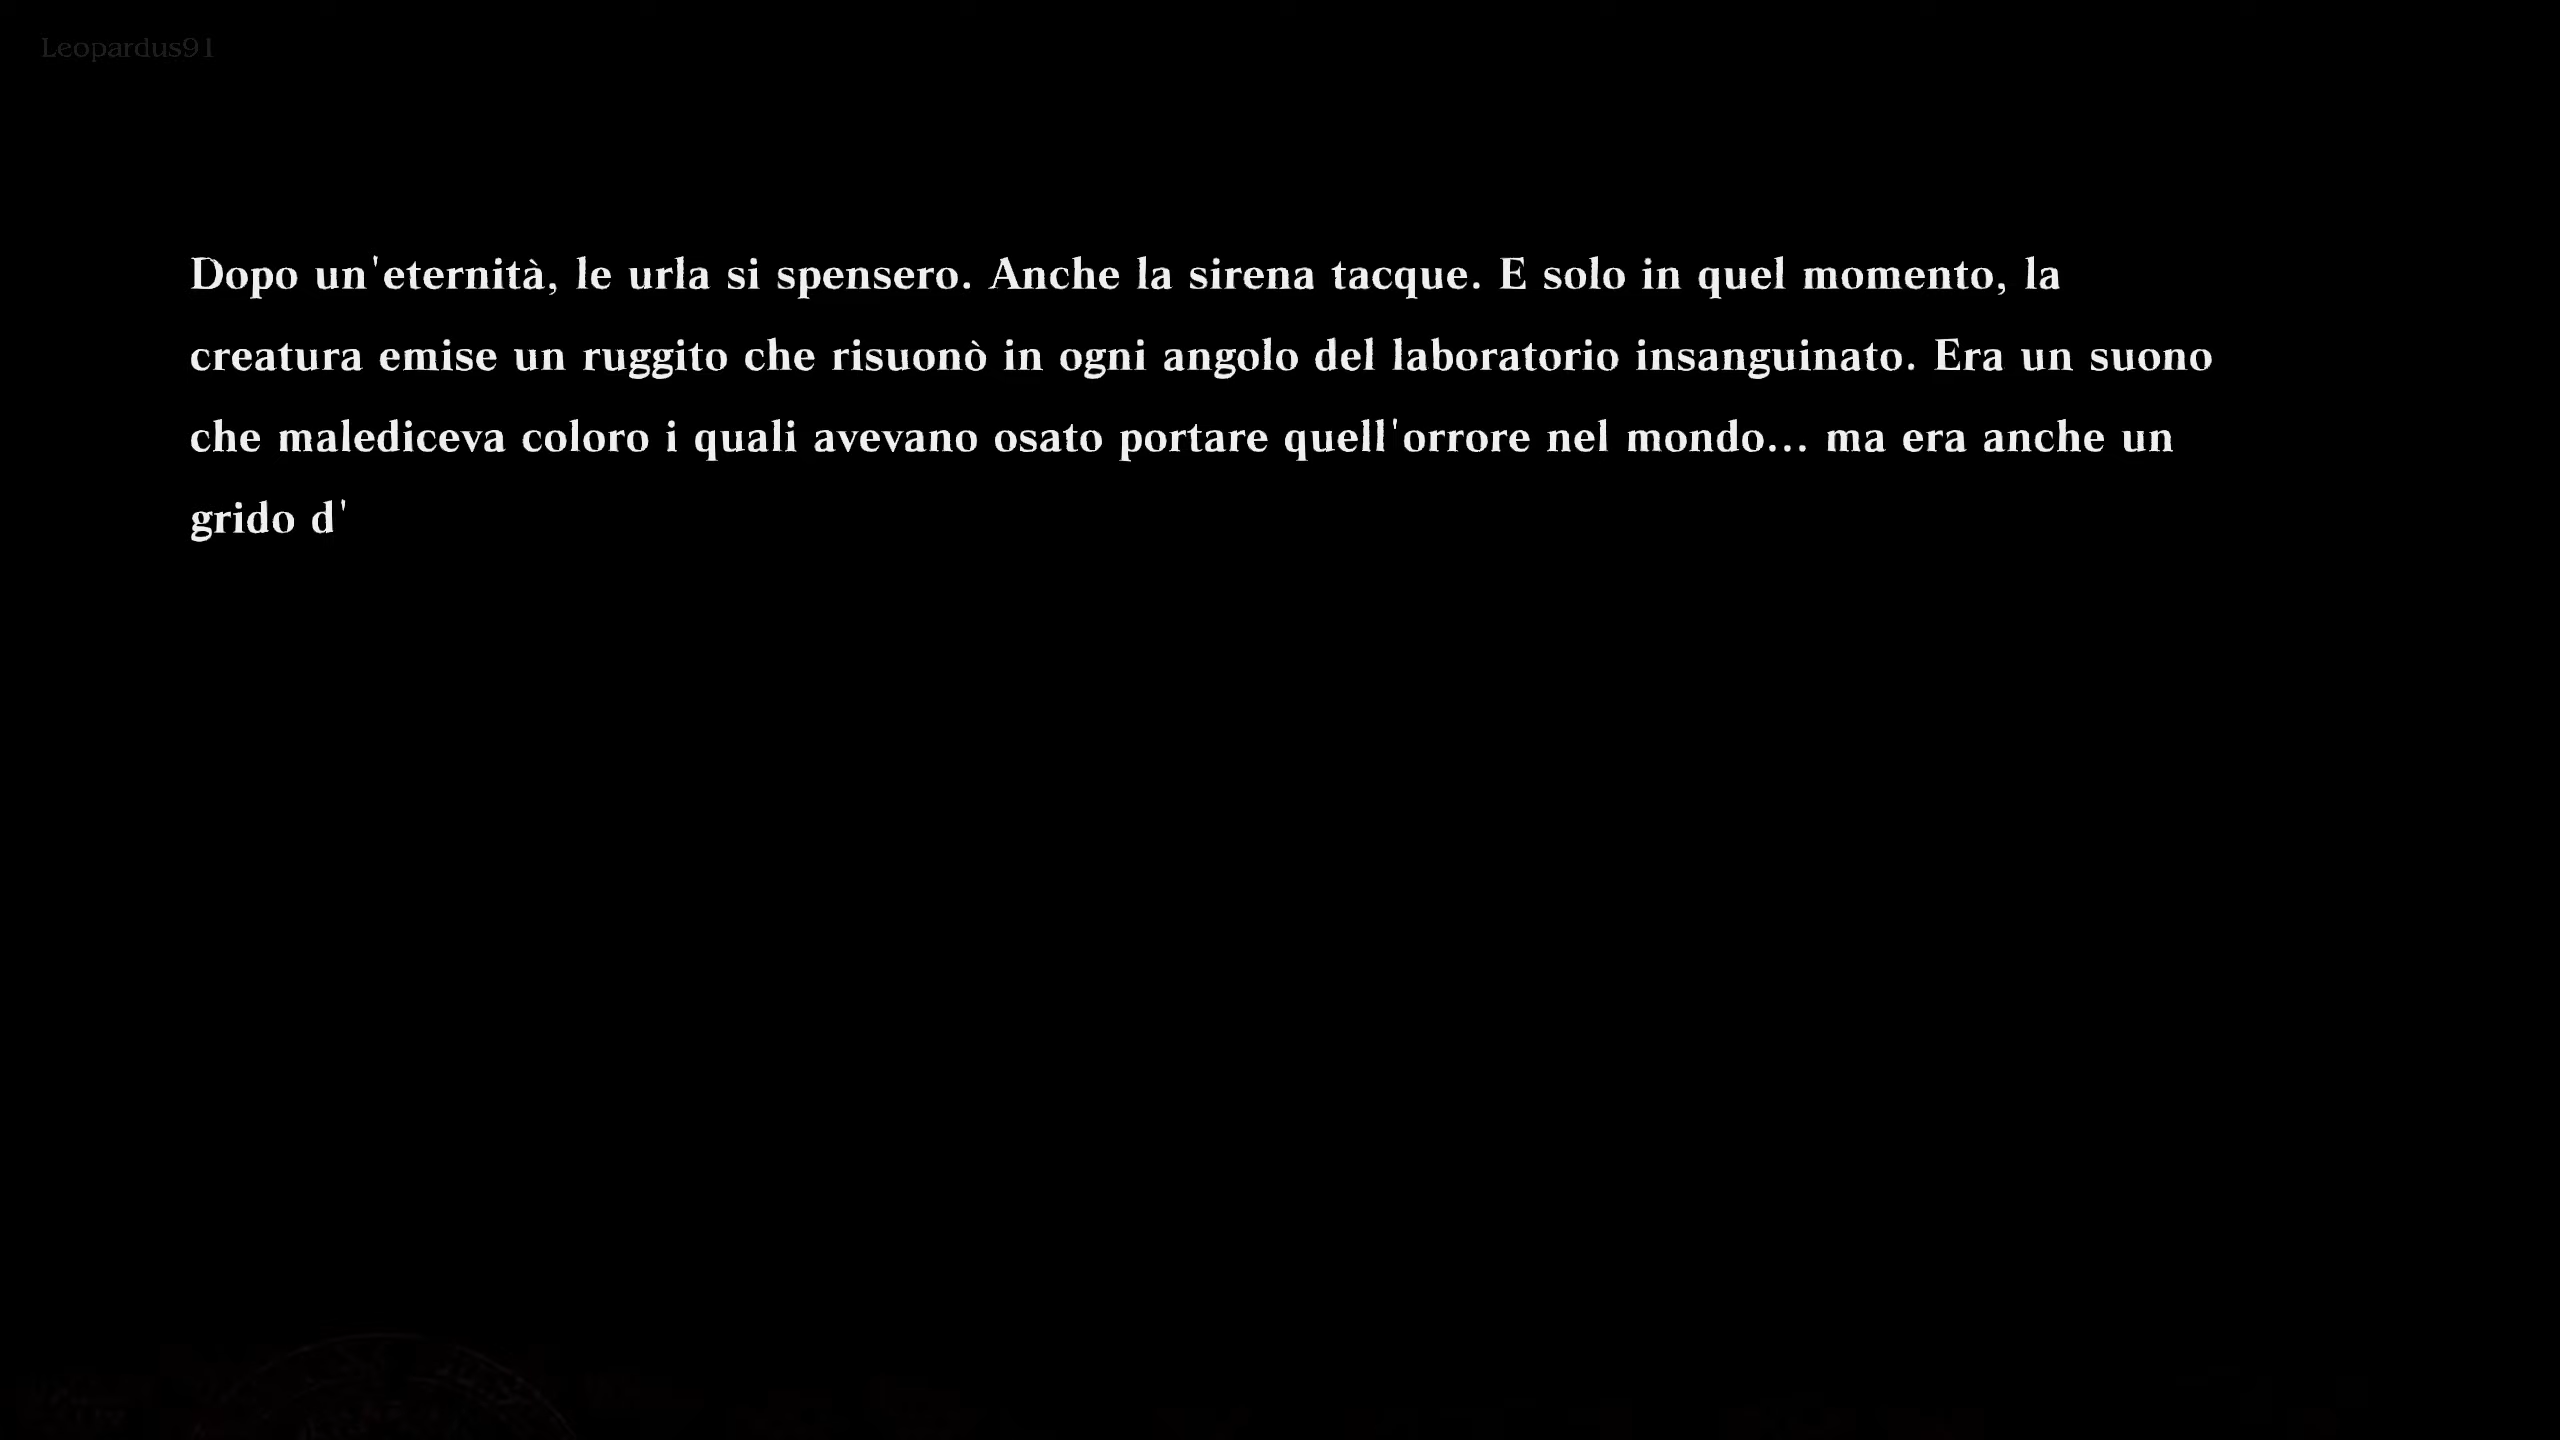 Leopardus91
Dopo un'eternità, le urla si spensero. Anche la sirena tacque. E solo in quel momento, la
creatura emise un ruggito che risuonò in ogni angolo del laboratorio insanguinato. Era un suono
che malediceva coloro i quali avevano osato portare quell'orrore nel mondo... ma era anche un
grido d'